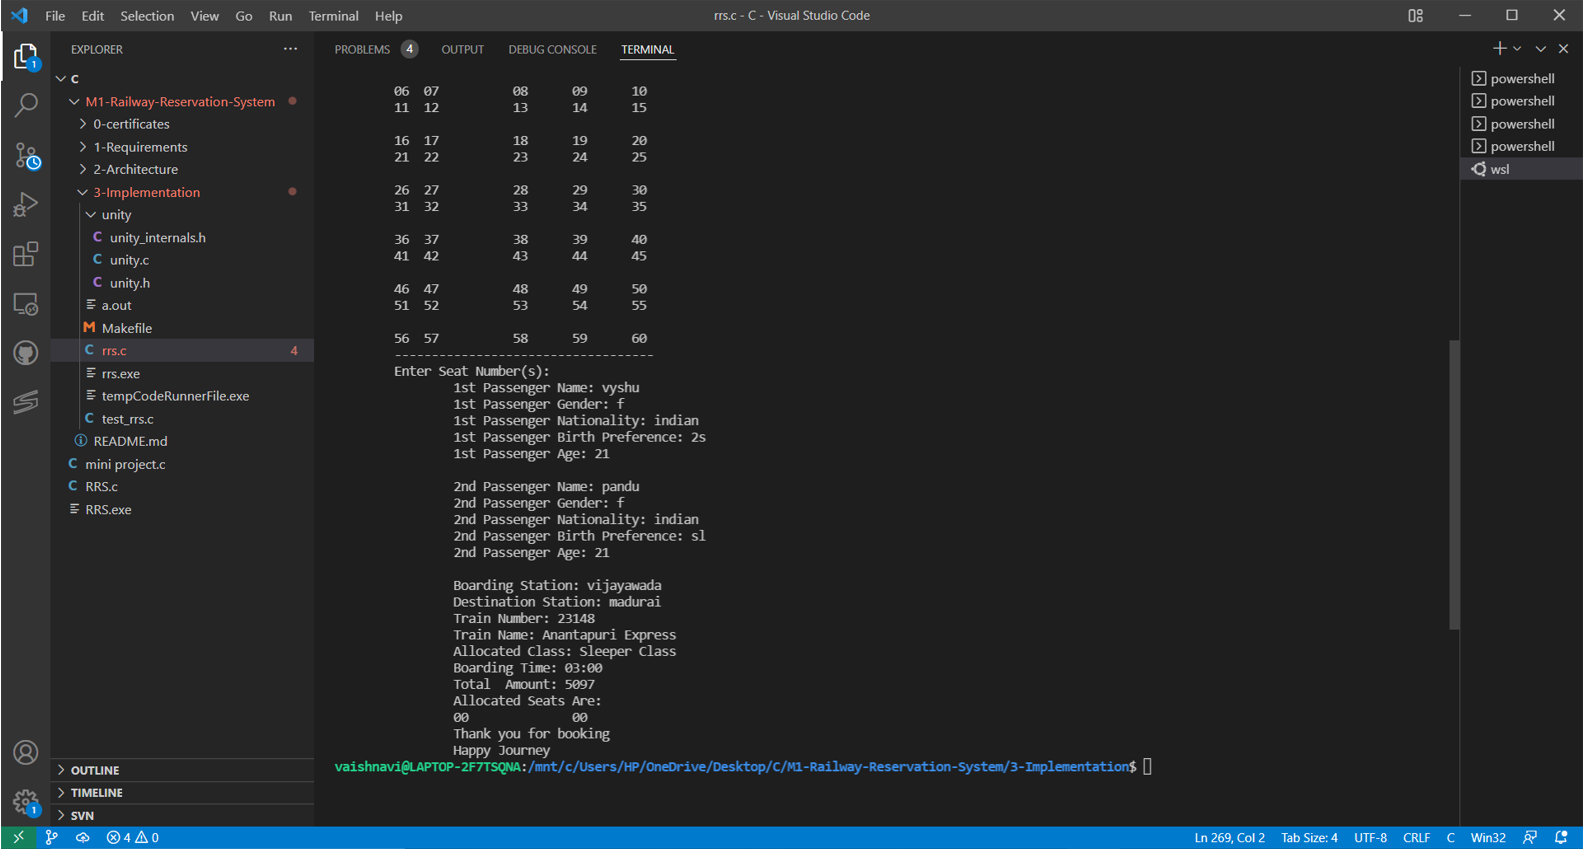 File Edit Selection View Go Run Terminal Help
rrs.c - C - Visual Studio Code
EXPLORER
C
M1-Railway-Reservation-System
0-certificates
1-Requirements
2-Architecture
3-Implementation
unity
C unity_internals.h
C unity.c
C unity.h
a.out
M Makefile
C rrs.c 4
rrs.exe
tempCodeRunnerFile.exe
C test_rrs.c
README.md
C mini project.c
C RRS.c
RRS.exe
OUTLINE
TIMELINE
SVN
1
1
PROBLEMS 4 OUTPUT DEBUG CONSOLE TERMINAL
06 07 08 09 10
11 12 13 14 15
16 17 18 19 20
21 22 23 24 25
26 27 28 29 30
31 32 33 34 35
36 37 38 39 40
41 42 43 44 45
46 47 48 49 50
51 52 53 54 55
56 57 58 59 60
-----------------------------------
Enter Seat Number(s):
1st Passenger Name: vyshu
1st Passenger Gender: f
1st Passenger Nationality: indian
1st Passenger Birth Preference: 2s
1st Passenger Age: 21
2nd Passenger Name: pandu
2nd Passenger Gender: f
2nd Passenger Nationality: indian
2nd Passenger Birth Preference: sl
2nd Passenger Age: 21
Boarding Station: vijayawada
Destination Station: madurai
Train Number: 23148
Train Name: Anantapuri Express
Allocated Class: Sleeper Class
Boarding Time: 03:00
Total  Amount: 5097
Allocated Seats Are:
00 00
Thank you for booking
Happy Journey
vaishnavi@LAPTOP-2F7TSQNA:/mnt/c/Users/HP/OneDrive/Desktop/C/M1-Railway-Reservation-System/3-Implementation$
powershell
powershell
powershell
powershell
wsl
4 0
Ln 269, Col 2 Tab Size: 4 UTF-8 CRLF C Win32